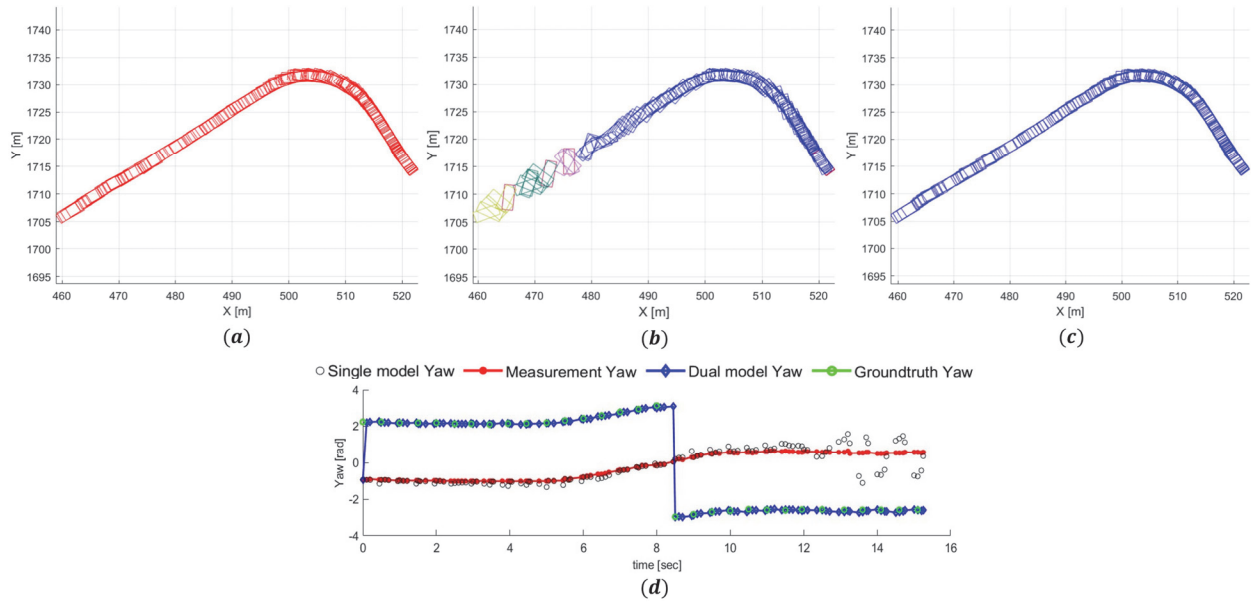 1740
1735
1730
1725
1720
1715
1710
1705
1700
1695
Y [m]
460 470 480 490 500 510 520
X [m]
(a)
1740
1735
1730
1725
1720
1715
1710
1705
1700
1695
Y [m]
460 470 480 490 500 510 520
X [m]
(b)
1740
1735
1730
1725
1720
1715
1710
1705
1700
1695
Y [m]
460 470 480 490 500 510 520
X [m]
(c)
Single model Yaw Measurement Yaw Dual model Yaw Groundtruth Yaw
4
2
0
-2
-4
Yaw [rad]
0 2 4 6 8 10 12 14 16
time [sec]
(d)